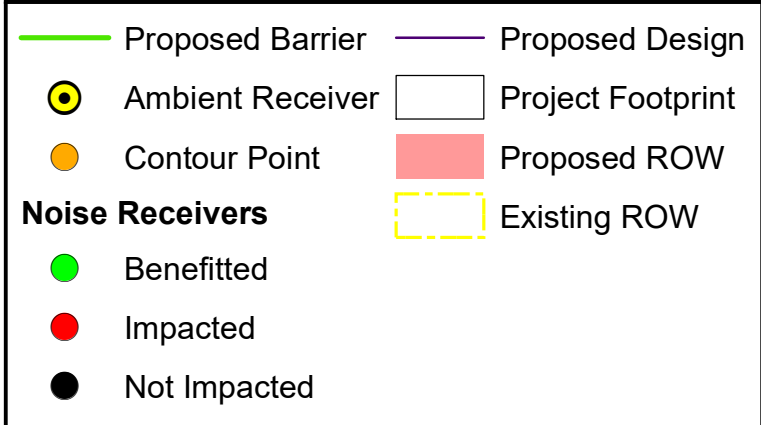 Proposed Barrier
Ambient Receiver
Contour Point
Noise Receivers
Benefitted
Impacted
Not Impacted
Proposed Design
Project Footprint
Proposed ROW
Existing ROW